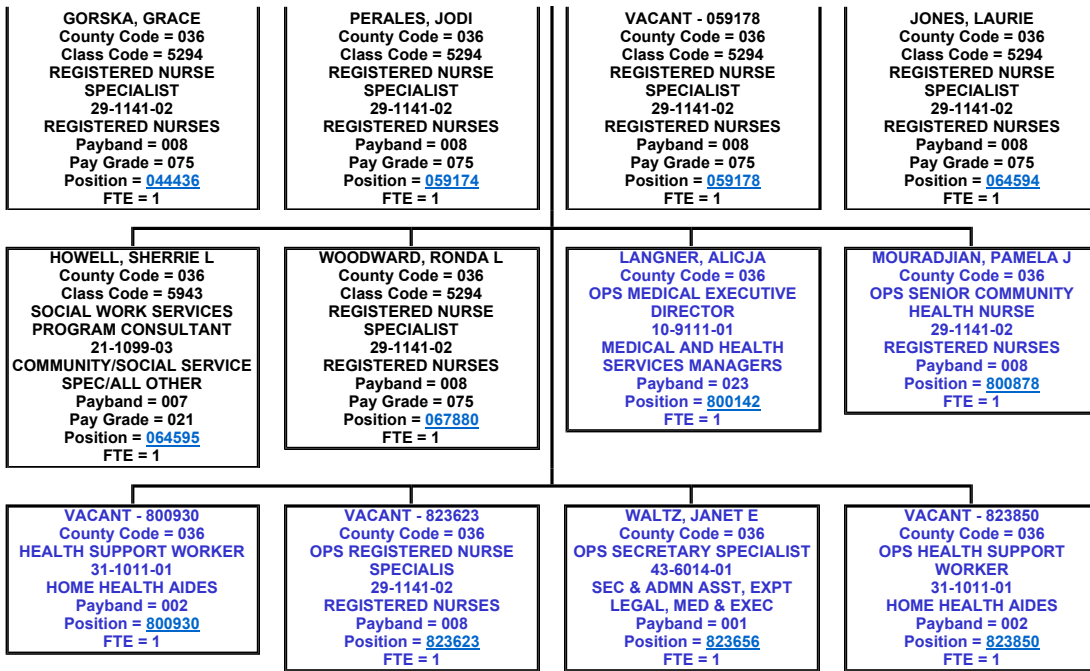 GORSKA, GRACE
County Code = 036
Class Code = 5294
REGISTERED NURSE
SPECIALIST
29-1141-02
REGISTERED NURSES
Payband = 008
Pay Grade = 075
Position = 044436
FTE = 1
PERALES, JODI
County Code = 036
Class Code = 5294
REGISTERED NURSE
SPECIALIST
29-1141-02
REGISTERED NURSES
Payband = 008
Pay Grade = 075
Position = 059174
FTE = 1
VACANT - 059178
County Code = 036
Class Code = 5294
REGISTERED NURSE
SPECIALIST
29-1141-02
REGISTERED NURSES
Payband = 008
Pay Grade = 075
Position = 059178
FTE = 1
JONES, LAURIE
County Code = 036
Class Code = 5294
REGISTERED NURSE
SPECIALIST
29-1141-02
REGISTERED NURSES
Payband = 008
Pay Grade = 075
Position = 064594
FTE = 1
HOWELL, SHERRIE L
County Code = 036
Class Code = 5943
SOCIAL WORK SERVICES
PROGRAM CONSULTANT
21-1099-03
COMMUNITY/SOCIAL SERVICE
SPEC/ALL OTHER
Payband = 007
Pay Grade = 021
Position = 064595
FTE = 1
WOODWARD, RONDA L
County Code = 036
Class Code = 5294
REGISTERED NURSE
SPECIALIST
29-1141-02
REGISTERED NURSES
Payband = 008
Pay Grade = 075
Position = 067880
FTE = 1
LANGNER, ALICJA
County Code = 036
OPS MEDICAL EXECUTIVE
DIRECTOR
10-9111-01
MEDICAL AND HEALTH
SERVICES MANAGERS
Payband = 023
Position = 800142
FTE = 1
MOURADJIAN, PAMELA J
County Code = 036
OPS SENIOR COMMUNITY
HEALTH NURSE
29-1141-02
REGISTERED NURSES
Payband = 008
Position = 800878
FTE = 1
VACANT - 800930
County Code = 036
HEALTH SUPPORT WORKER
31-1011-01
HOME HEALTH AIDES
Payband = 002
Position = 800930
FTE = 1
VACANT - 823623
County Code = 036
OPS REGISTERED NURSE
SPECIALIS
29-1141-02
REGISTERED NURSES
Payband = 008
Position = 823623
FTE = 1
WALTZ, JANET E
County Code = 036
OPS SECRETARY SPECIALIST
43-6014-01
SEC & ADMN ASST, EXPT
LEGAL, MED & EXEC
Payband = 001
Position = 823656
FTE = 1
VACANT - 823850
County Code = 036
OPS HEALTH SUPPORT
WORKER
31-1011-01
HOME HEALTH AIDES
Payband = 002
Position = 823850
FTE = 1